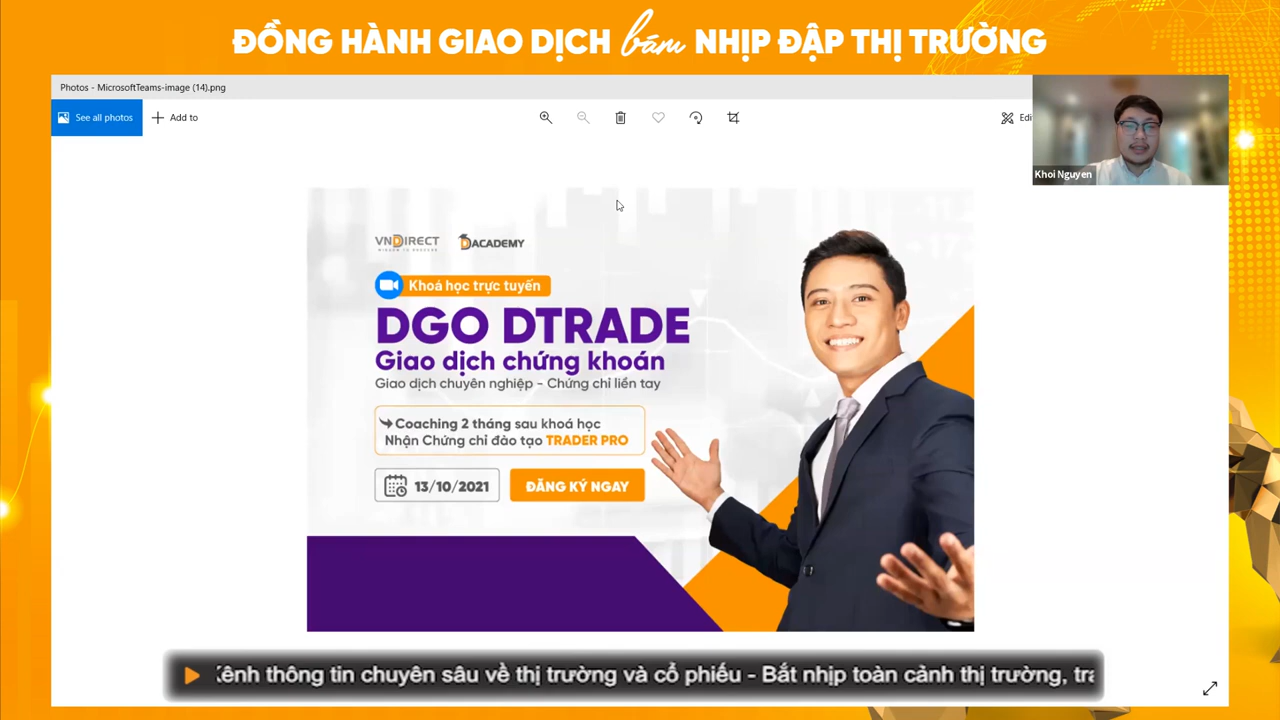 ĐỒNG HÀNH GIAO DỊCH bám NHỊP ĐẬP THỊ TRƯỜNG
Photos - MicrosoftTeams-image (14).png
See all photos
Add to
Khoi Nguyen
VNDIRECT
WISDOM TO SUCCESS
DACADEMY
Khoá học trực tuyến
DGO DTRADE
Giao dịch chứng khoán
Giao dịch chuyên nghiệp - Chứng chỉ liền tay
Coaching 2 tháng sau khoá học
Nhận Chứng chỉ đào tạo TRADER PRO
13/10/2021
ĐĂNG KÝ NGAY
thông tin chuyên sâu về thị trường và cổ phiếu - Bắt nhịp toàn cảnh thị trường,